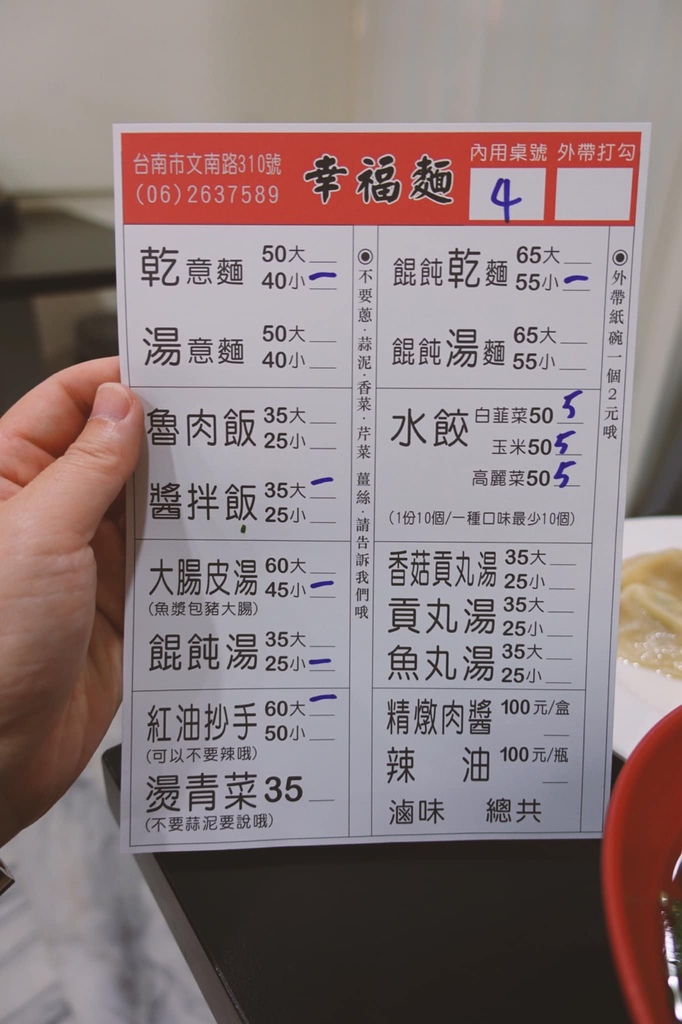 台南市文南路310號
(06)2637589
幸福麵
內用桌號 外帶打勾
4
乾意麵 50大
40小 一
湯意麵 50大
40小
魯肉飯 35大
25小
醬拌飯 35大 一
25小
大腸皮湯 60大
45小 一
(魚漿包豬大腸)
餛飩湯 35大
25小 一
紅油抄手 60大 一
50小
(可以不要辣哦)
燙青菜35
(不要蒜泥要說哦)
◉不要蔥·蒜泥·香菜·芹菜 薑絲·請告訴我們哦
餛飩乾麵 65大
55小 一
餛飩湯麵 65大
55小
水餃 白韮菜50 5
玉米50 5
高麗菜50 5
(1份10個/一種口味最少10個)
香菇貢丸湯 35大
25小
貢丸湯 35大
25小
魚丸湯 35大
25小
精燉肉醬 100元/盒
辣 油 100元/瓶
滷味 總共
◉外帶紙碗一個2元哦